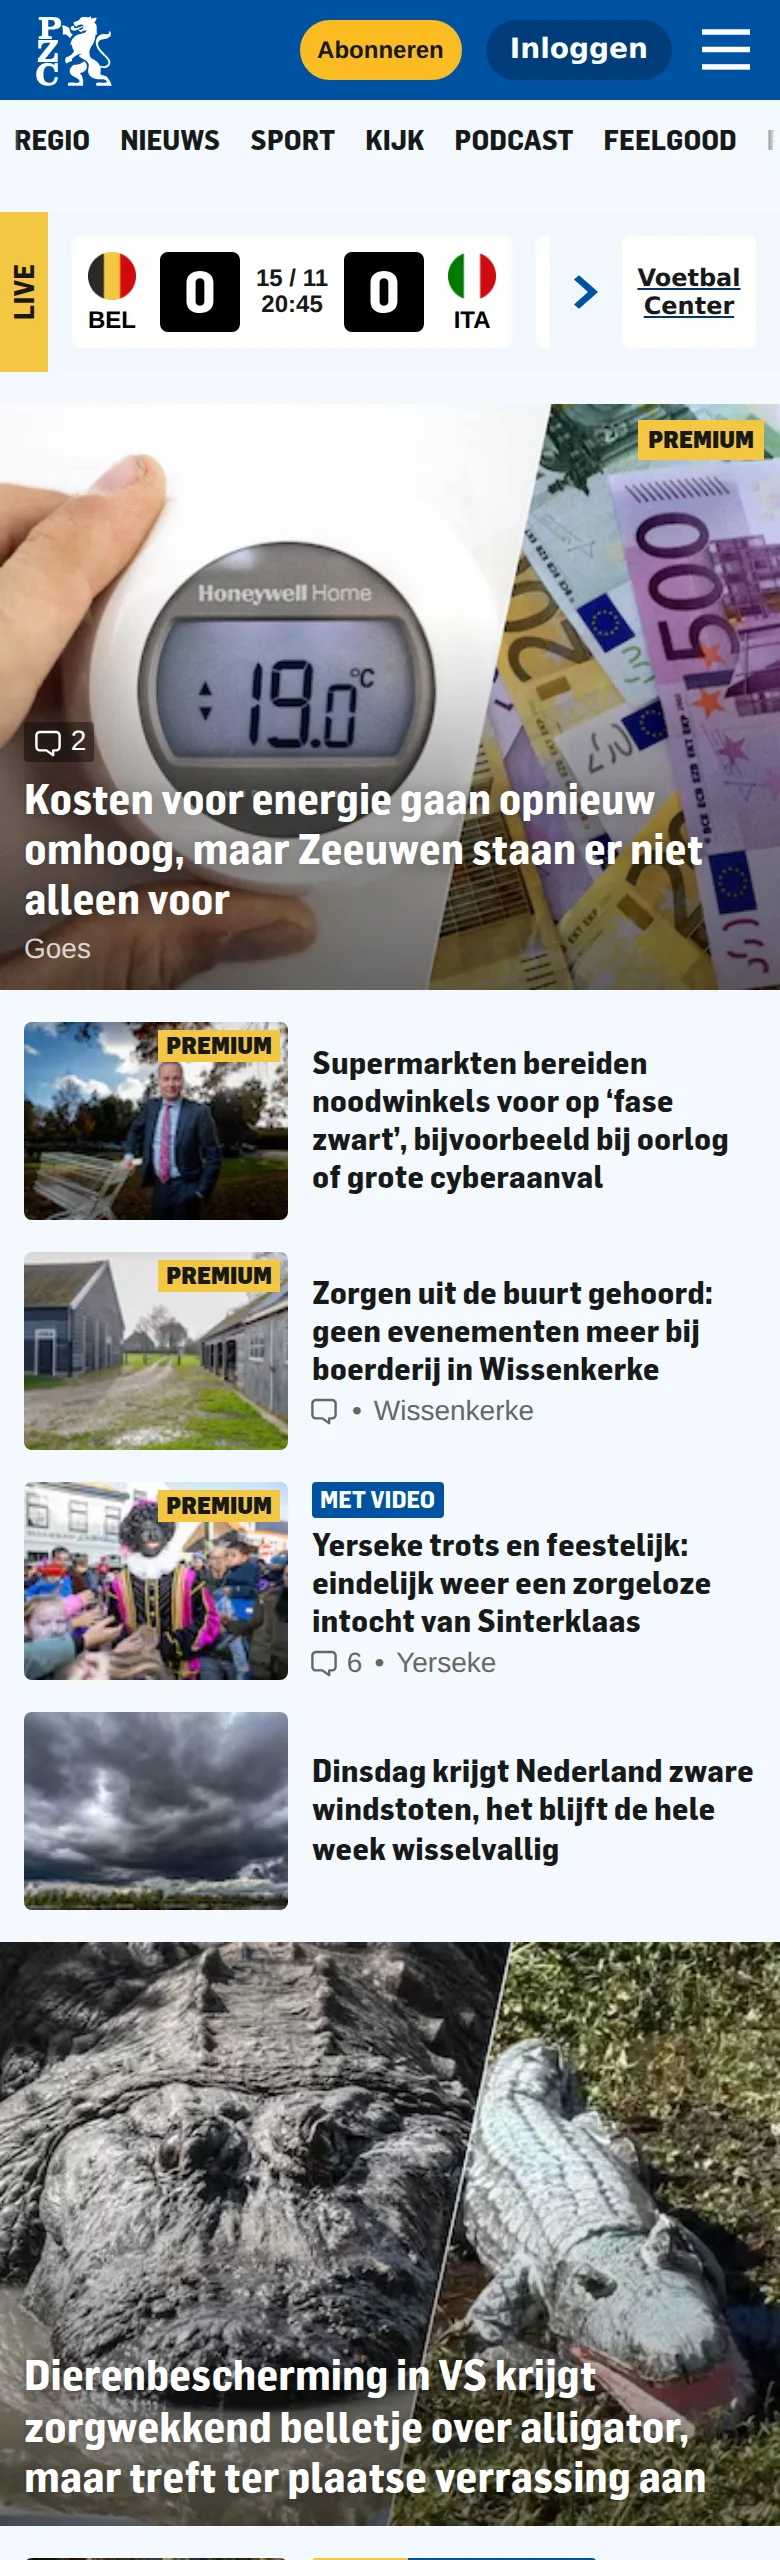 PZC
Abonneren
Inloggen
REGIO NIEUWS SPORT KIJK PODCAST FEELGOOD
LIVE
BEL
0
15 / 11
20:45
0
ITA
Voetbal
Center
PREMIUM
Honeywell Home
19.0 °C
500
200
2
Kosten voor energie gaan opnieuw
omhoog, maar Zeeuwen staan er niet
alleen voor
Goes
PREMIUM
Supermarkten bereiden
noodwinkels voor op ‘fase
zwart’, bijvoorbeeld bij oorlog
of grote cyberaanval
PREMIUM
Zorgen uit de buurt gehoord:
geen evenementen meer bij
boerderij in Wissenkerke
• Wissenkerke
PREMIUM
MET VIDEO
Yerseke trots en feestelijk:
eindelijk weer een zorgeloze
intocht van Sinterklaas
6 • Yerseke
Dinsdag krijgt Nederland zware
windstoten, het blijft de hele
week wisselvallig
Dierenbescherming in VS krijgt
zorgwekkend belletje over alligator,
maar treft ter plaatse verrassing aan